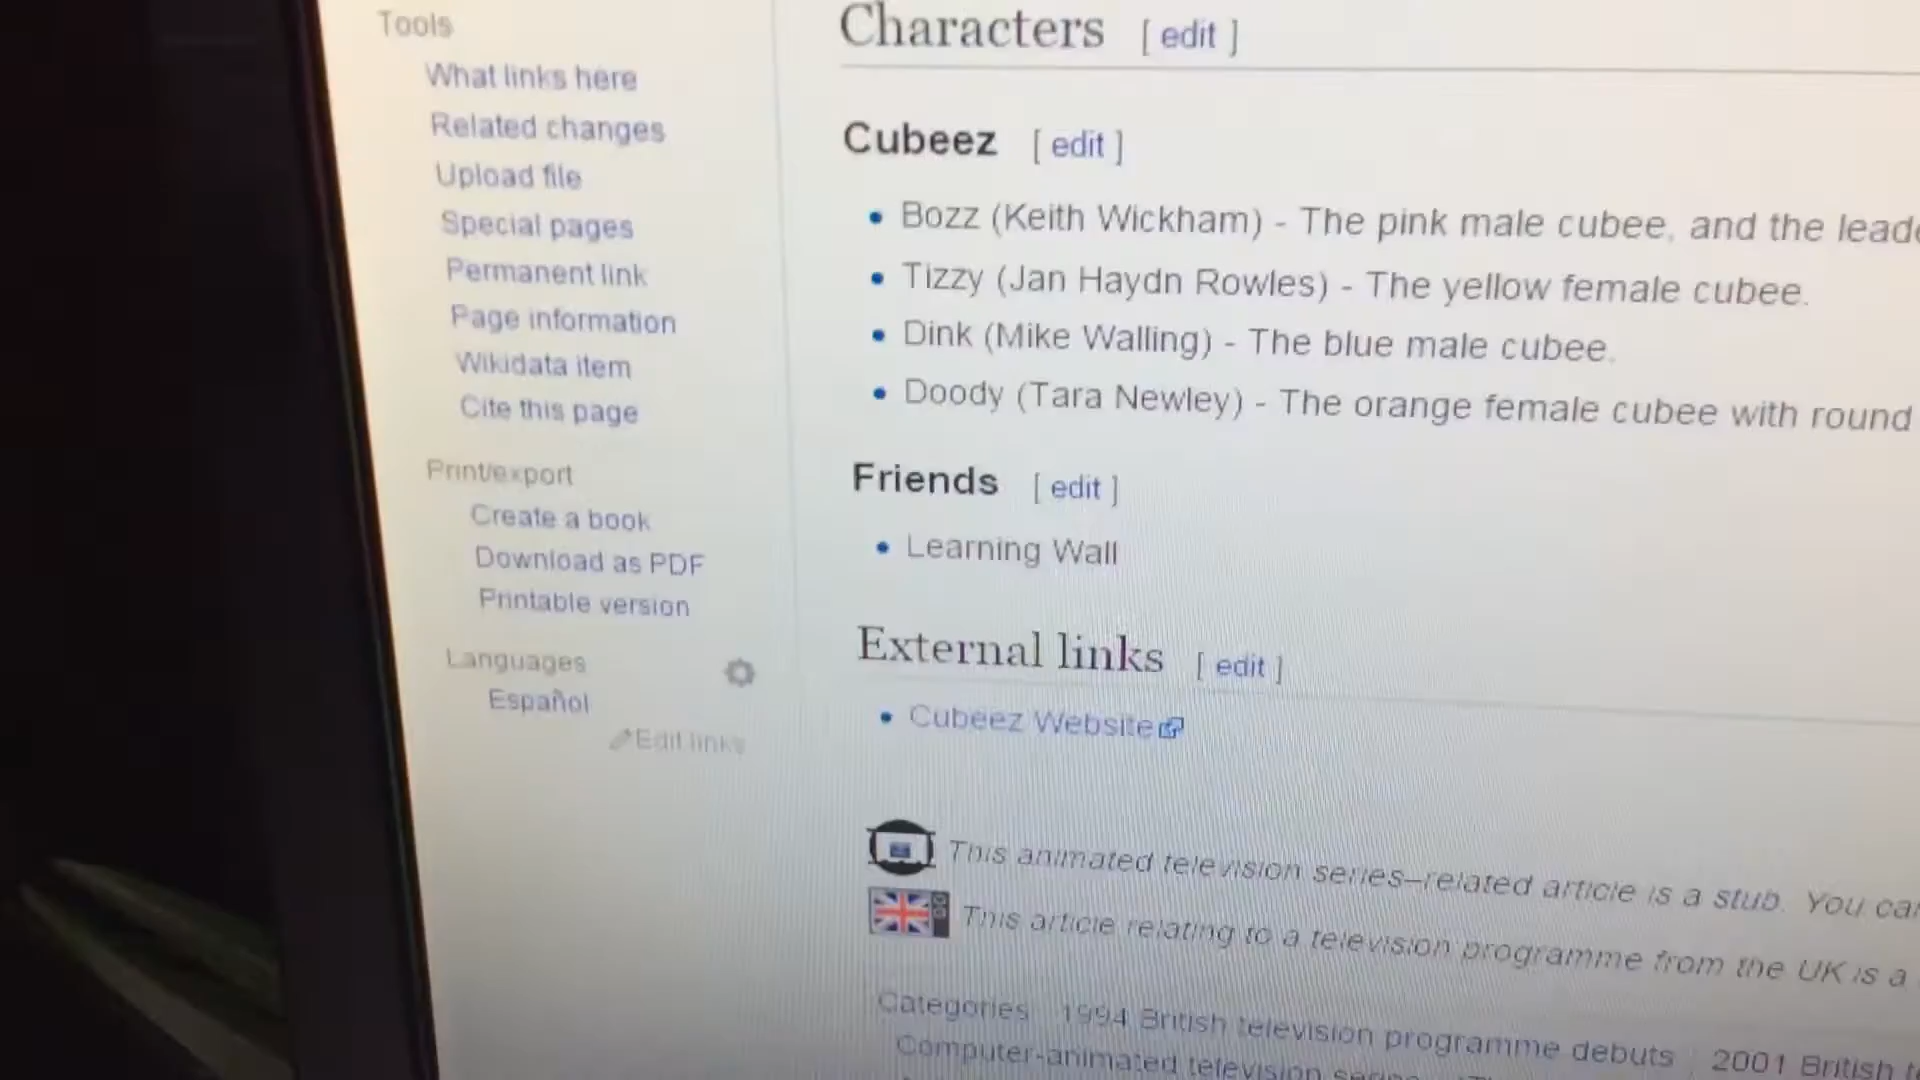 Tools
What links here
Related changes
Upload file
Special pages
Permanent link
Page information
Wikidata item
Cite this page
Print/export
Create a book
Download as PDF
Printable version
Languages
Español
Edit links
Characters [ edit ]
Cubeez [ edit ]
Bozz (Keith Wickham) - The pink male cubee, and the
Tizzy (Jan Haydn Rowles) - The yellow female cubee.
Dink (Mike Walling) - The blue male cubee.
Doody (Tara Newley) - The orange female cubee with round
Friends [ edit ]
Learning Wall
External links [ edit ]
Cubeez Website
This animated television series–related article is a stub. You
This article relating to a television programme from the UK is a
Categories 1994 British television programme debuts 2001 British
Computer-animated television